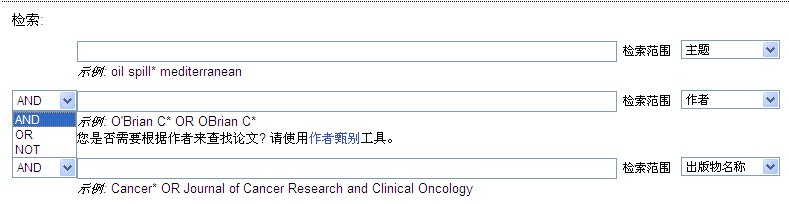 检索:
检索范围 主题
示例: oil spill* mediterranean
AND 检索范围 作者
AND 示例: O'Brian C* OR OBrian C*
OR 您是否需要根据作者来查找论文? 请使用作者甄别工具。
NOT
AND 检索范围 出版物名称
示例: Cancer* OR Journal of Cancer Research and Clinical Oncology